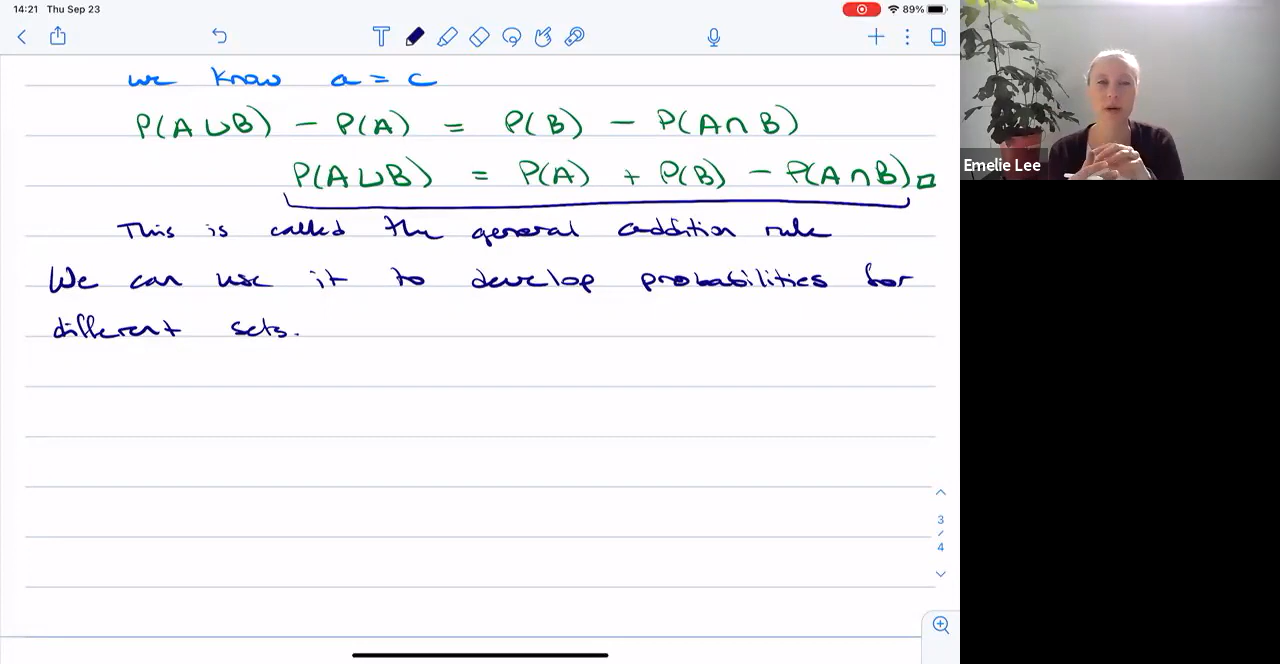 14:21 Thu Sep 23
89%
we know a = c
P(A ∪ B) − P(A) = P(B) − P(A ∩ B)
P(A ∪ B) = P(A) + P(B) − P(A ∩ B) □
This is called the general addition rule
We can use it to develop probabilities for
different sets.
T
3
/
4
Emelie Lee